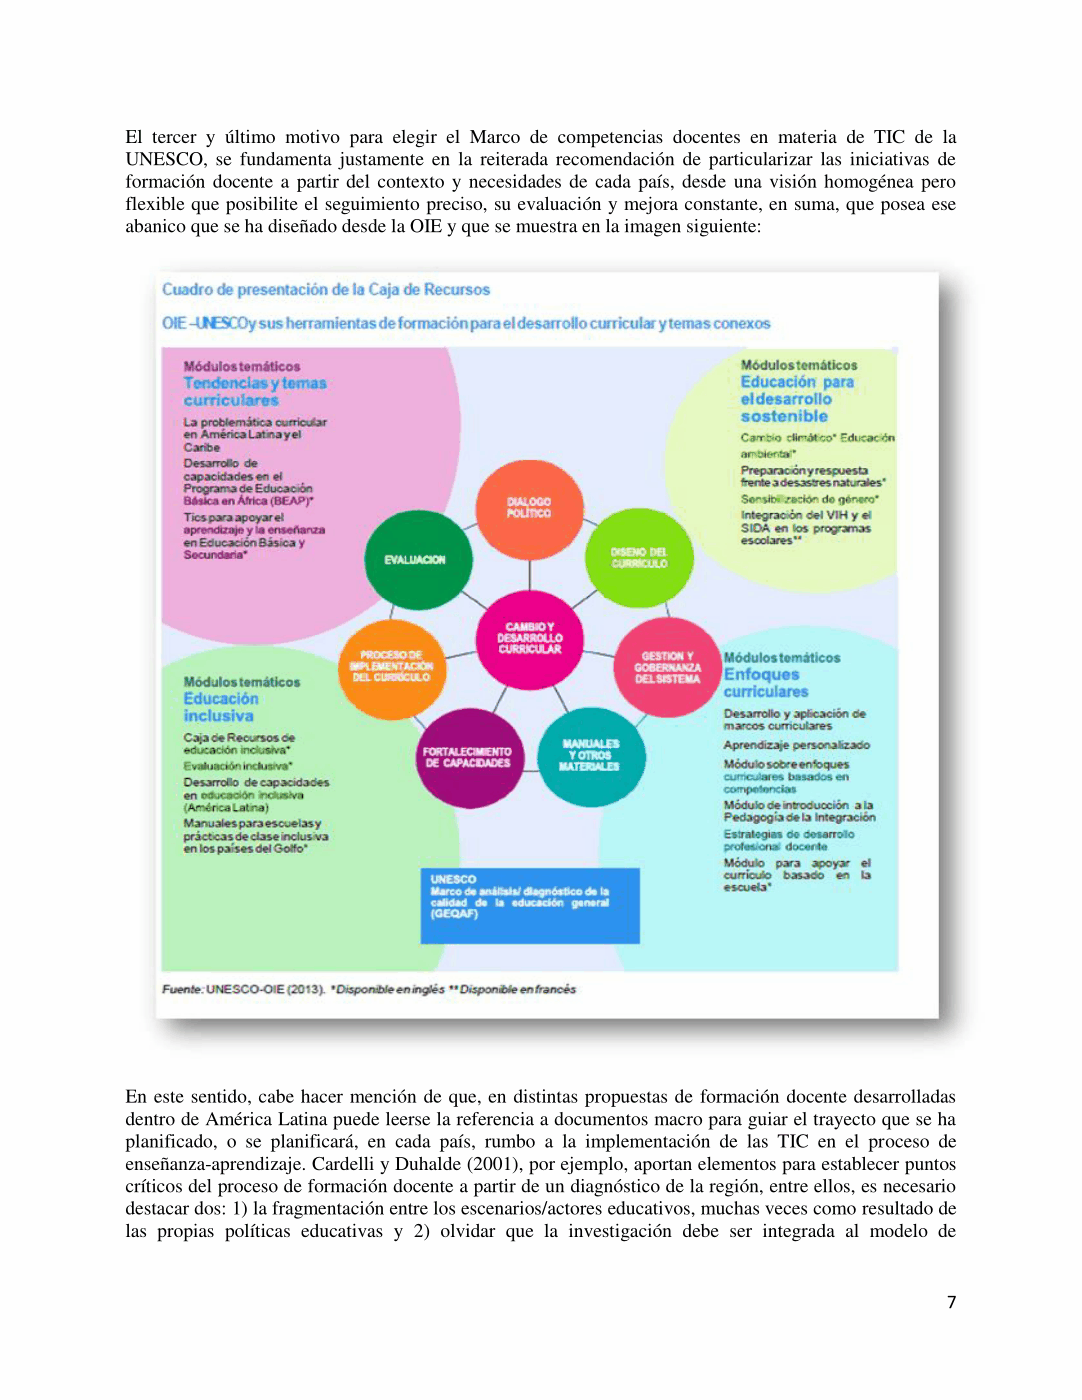 El tercer y último motivo para elegir el Marco de competencias docentes en materia de TIC de la
UNESCO, se fundamenta justamente en la reiterada recomendación de particularizar las iniciativas de
formación docente a partir del contexto y necesidades de cada país, desde una visión homogénea pero
flexible que posibilite el seguimiento preciso, su evaluación y mejora constante, en suma, que posea ese
abanico que se ha diseñado desde la OIE y que se muestra en la imagen siguiente:
Cuadro de presentación de la Caja de Recursos
OIE –UNESCO y sus herramientas de formación para el desarrollo curricular y temas conexos
Módulos temáticos
Tendencias y temas
curriculares
La problemática curricular
en América Latina y el
Caribe
Desarrollo de
capacidades en el
Programa de Educación
Básica en África (BEAP)*
Tics para apoyar el
aprendizaje y la enseñanza
en Educación Básica y
Secundaria*
Módulos temáticos
Educación para
el desarrollo
sostenible
Cambio climático* Educación
ambiental*
Preparación y respuesta
frente a desastres naturales*
Sensibilización de género*
Integración del VIH y el
SIDA en los programas
escolares**
DIALOGO
POLÍTICO
EVALUACION
DISEÑO DEL
CURRÍCULO
CAMBIO Y
DESARROLLO
CURRICULAR
PROCESO DE
IMPLEMENTACIÓN
DEL CURRÍCULO
GESTION Y
GOBERNANZA
DEL SISTEMA
FORTALECIMIENTO
DE CAPACIDADES
MANUALES
Y OTROS
MATERIALES
Módulos temáticos
Educación
inclusiva
Caja de Recursos de
educación inclusiva*
Evaluación inclusiva*
Desarrollo de capacidades
en educación inclusiva
(América Latina)
Manuales para escuelas y
prácticas de clase inclusiva
en los países del Golfo*
Módulos temáticos
Enfoques
curriculares
Desarrollo y aplicación de
marcos curriculares
Aprendizaje personalizado
Módulo sobre enfoques
curriculares basados en
competencias
Módulo de introducción a la
Pedagogía de la Integración
Estrategias de desarrollo
profesional docente
Módulo para apoyar el
currículo basado en la
escuela*
UNESCO
Marco de análisis/ diagnóstico de la
calidad de la educación general
(GEQAF)
Fuente: UNESCO-OIE (2013). *Disponible en inglés **Disponible en francés
En este sentido, cabe hacer mención de que, en distintas propuestas de formación docente desarrolladas
dentro de América Latina puede leerse la referencia a documentos macro para guiar el trayecto que se ha
planificado, o se planificará, en cada país, rumbo a la implementación de las TIC en el proceso de
enseñanza-aprendizaje. Cardelli y Duhalde (2001), por ejemplo, aportan elementos para establecer puntos
críticos del proceso de formación docente a partir de un diagnóstico de la región, entre ellos, es necesario
destacar dos: 1) la fragmentación entre los escenarios/actores educativos, muchas veces como resultado de
las propias políticas educativas y 2) olvidar que la investigación debe ser integrada al modelo de
7